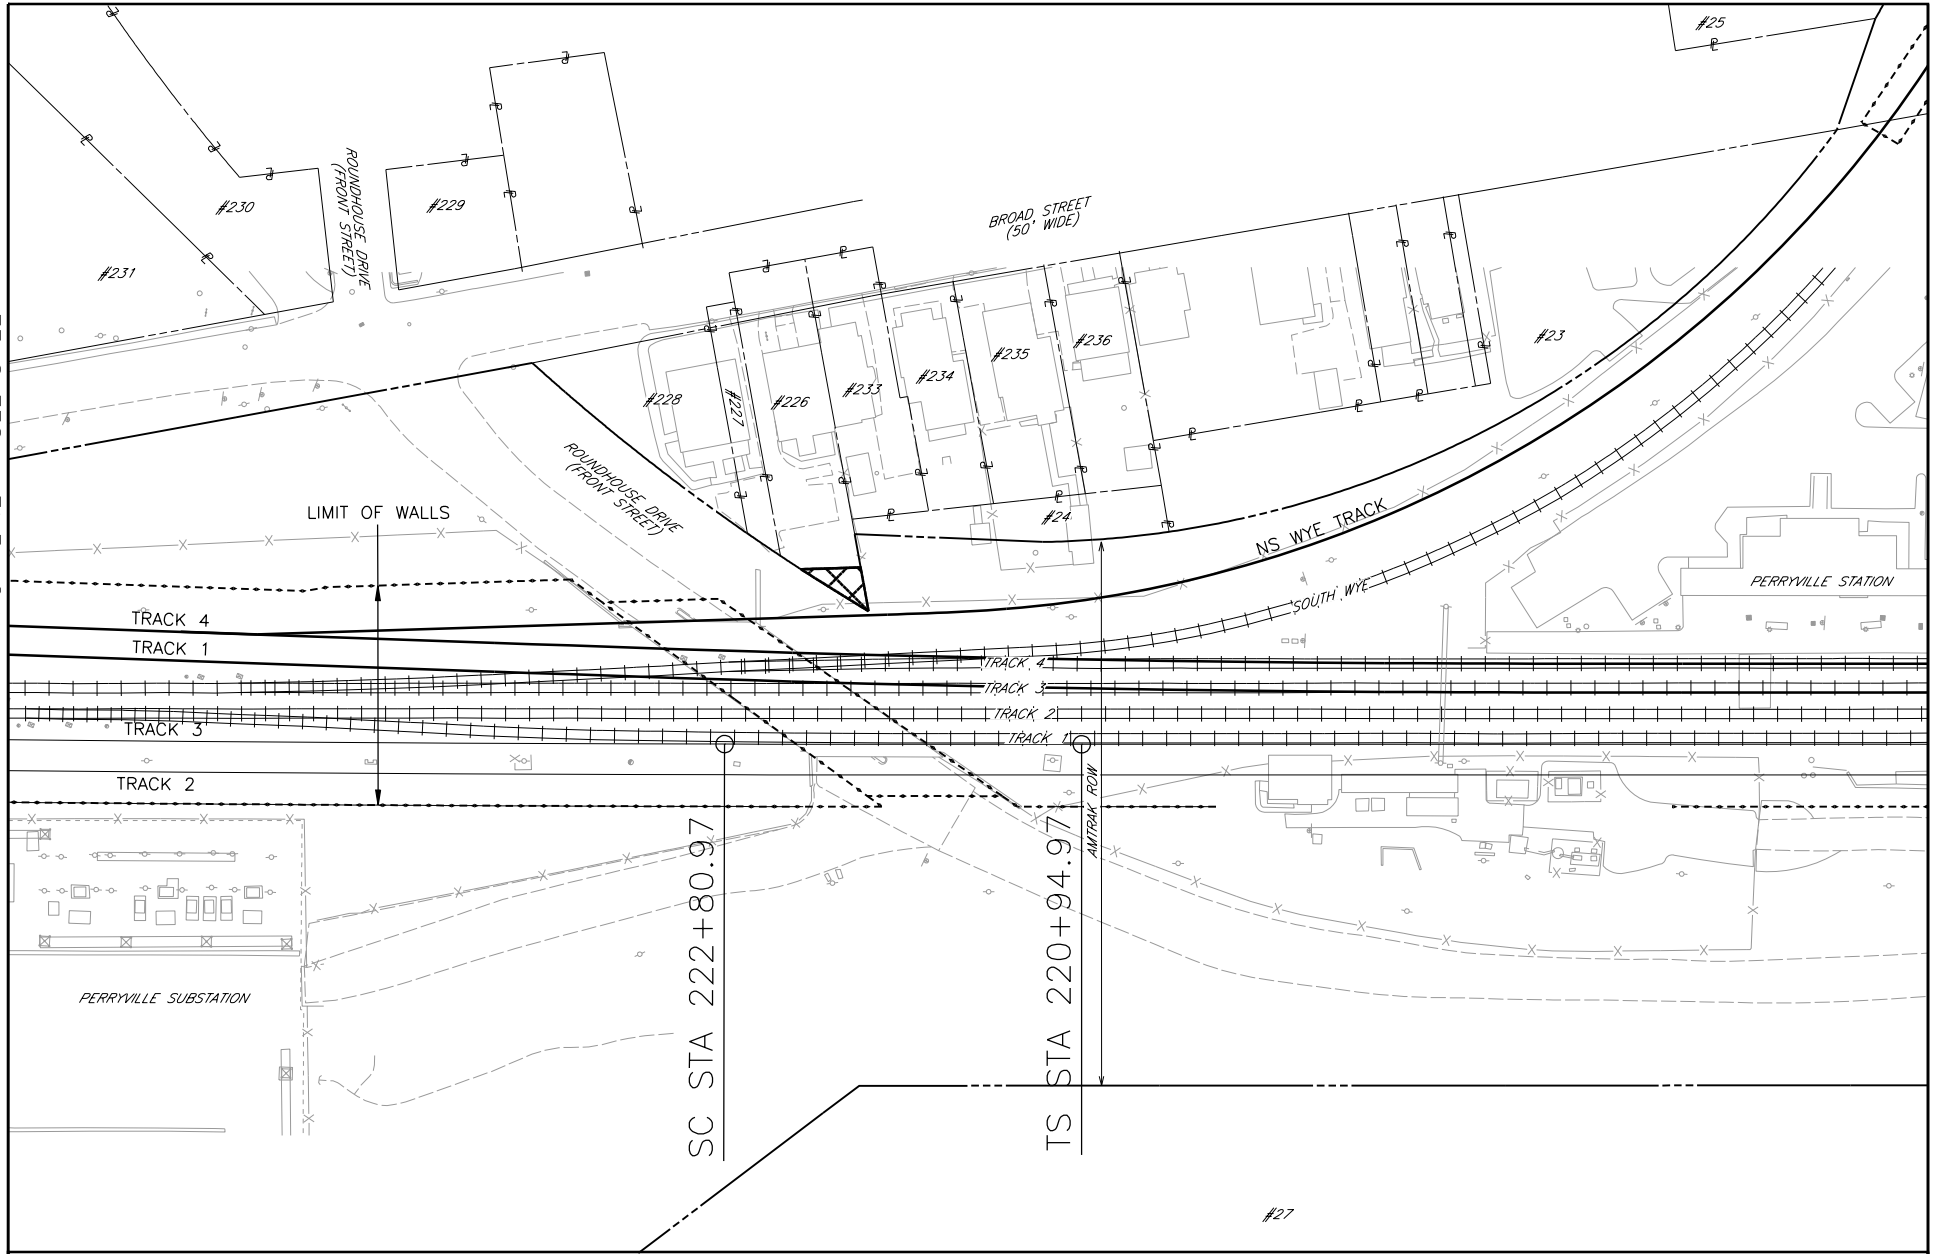 #25
#230
ROUNDHOUSE DRIVE
(FRONT STREET)
#229
BROAD STREET
(50' WIDE)
#231
#23
#236
#235
#234
#233
#226
#227
#228
ROUNDHOUSE DRIVE
(FRONT STREET)
LIMIT OF WALLS
#24
NS WYE TRACK
PERRYVILLE STATION
SOUTH WYE
TRACK 4
TRACK 1
TRACK 4
TRACK 3
TRACK 2
TRACK 3
TRACK 1
TRACK 2
AMTRAK ROW
SC STA 222+80.97
TS STA 220+94.97
PERRYVILLE SUBSTATION
#27